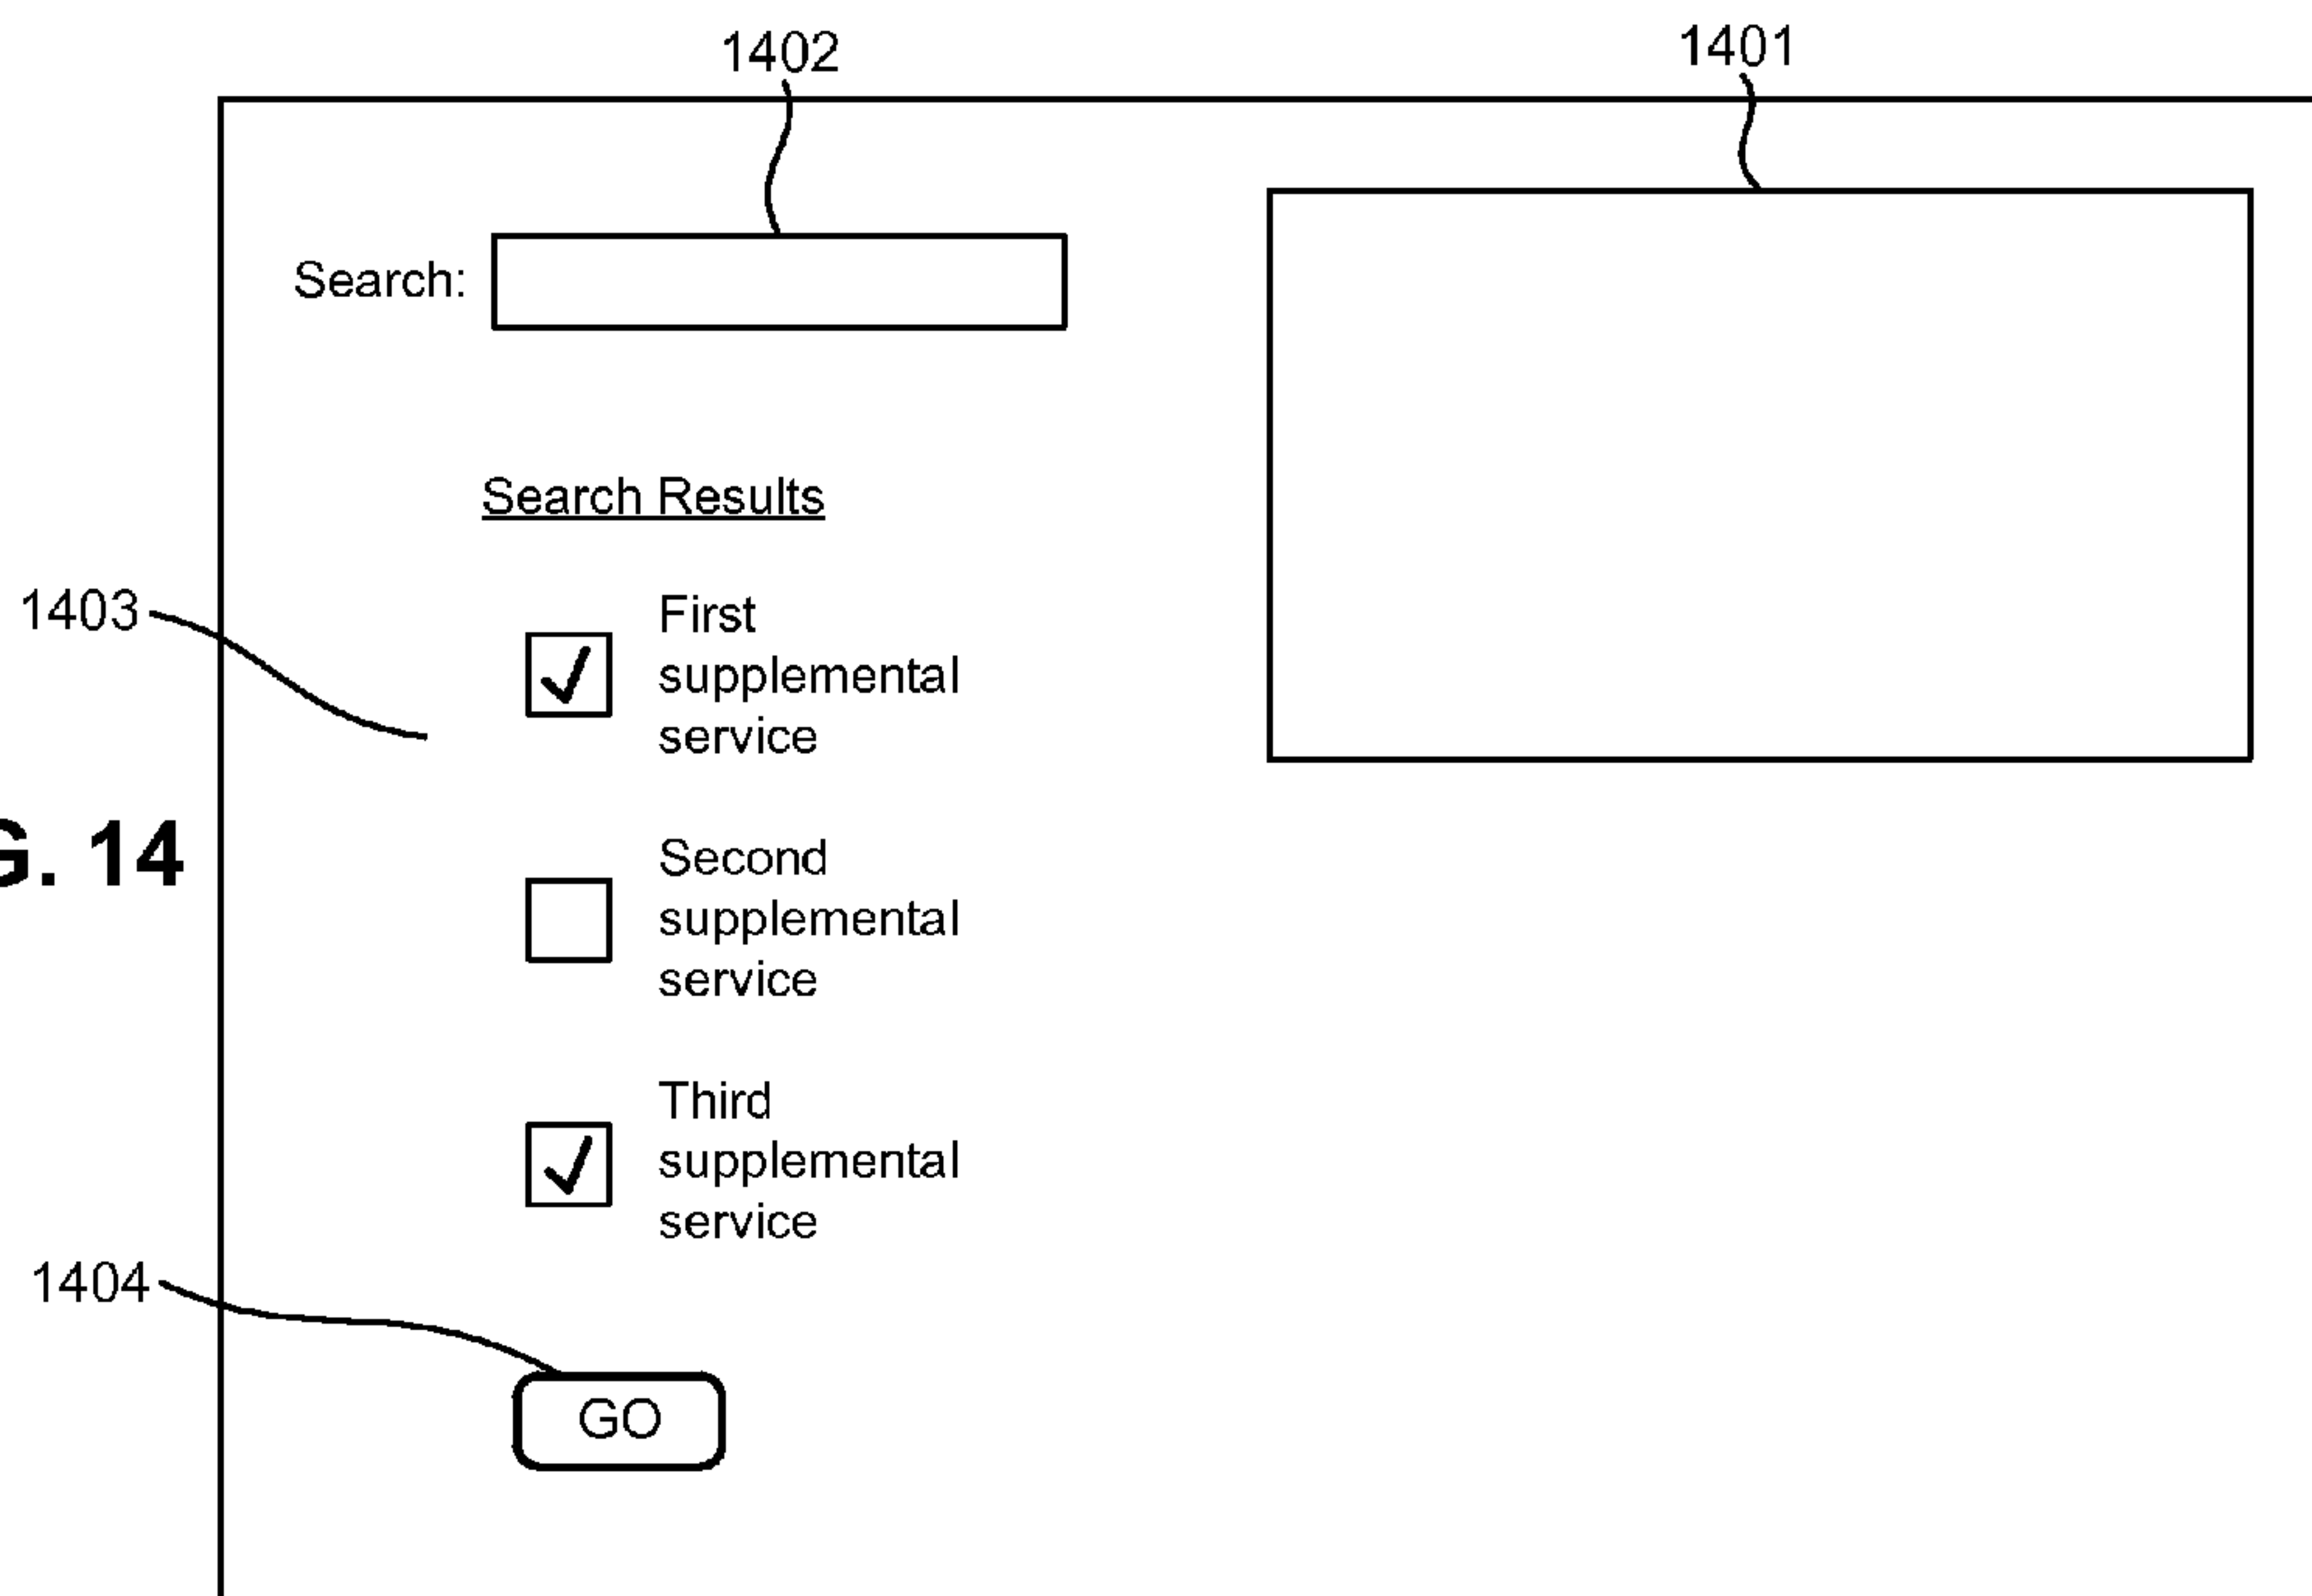 1402
1401
Search:
Search Results
1403
First
supplemental
service
G. 14
Second
supplemental
service
Third
supplemental
service
1404
GO